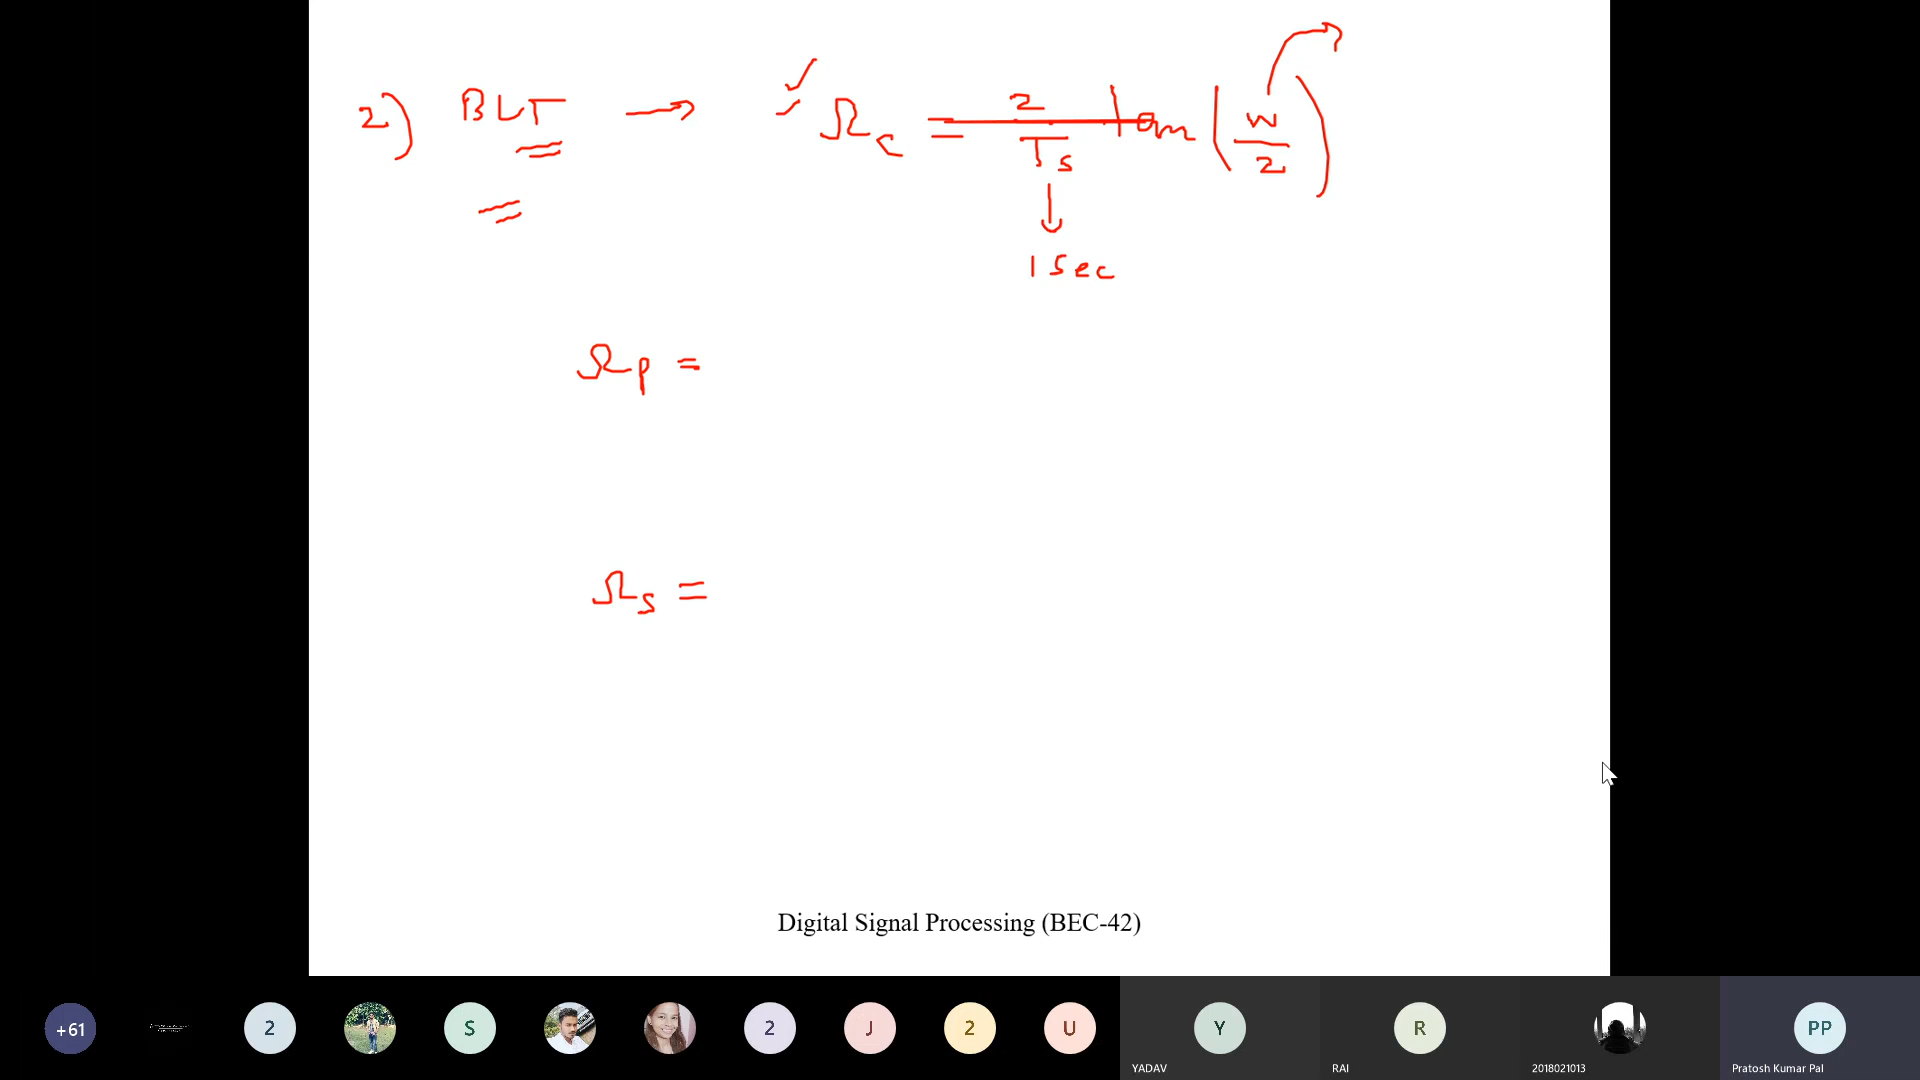 2) BLT → Ωc = 2/Ts tan (w/2)
↓
1 Sec
Ωp =
Ωs =
Digital Signal Processing (BEC-42)
+61 2 S 2 J 2 U Y R PP
YADAV RAI 2018021013 Pratosh Kumar Pal